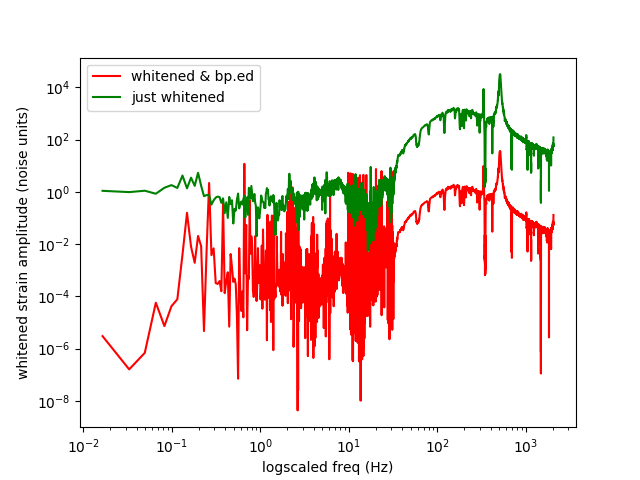 whitened & bp.ed
just whitened
whitened strain amplitude (noise units)
10⁴
10²
10⁰
10⁻²
10⁻⁴
10⁻⁶
10⁻⁸
10⁻² 10⁻¹ 10⁰ 10¹ 10² 10³
logscaled freq (Hz)